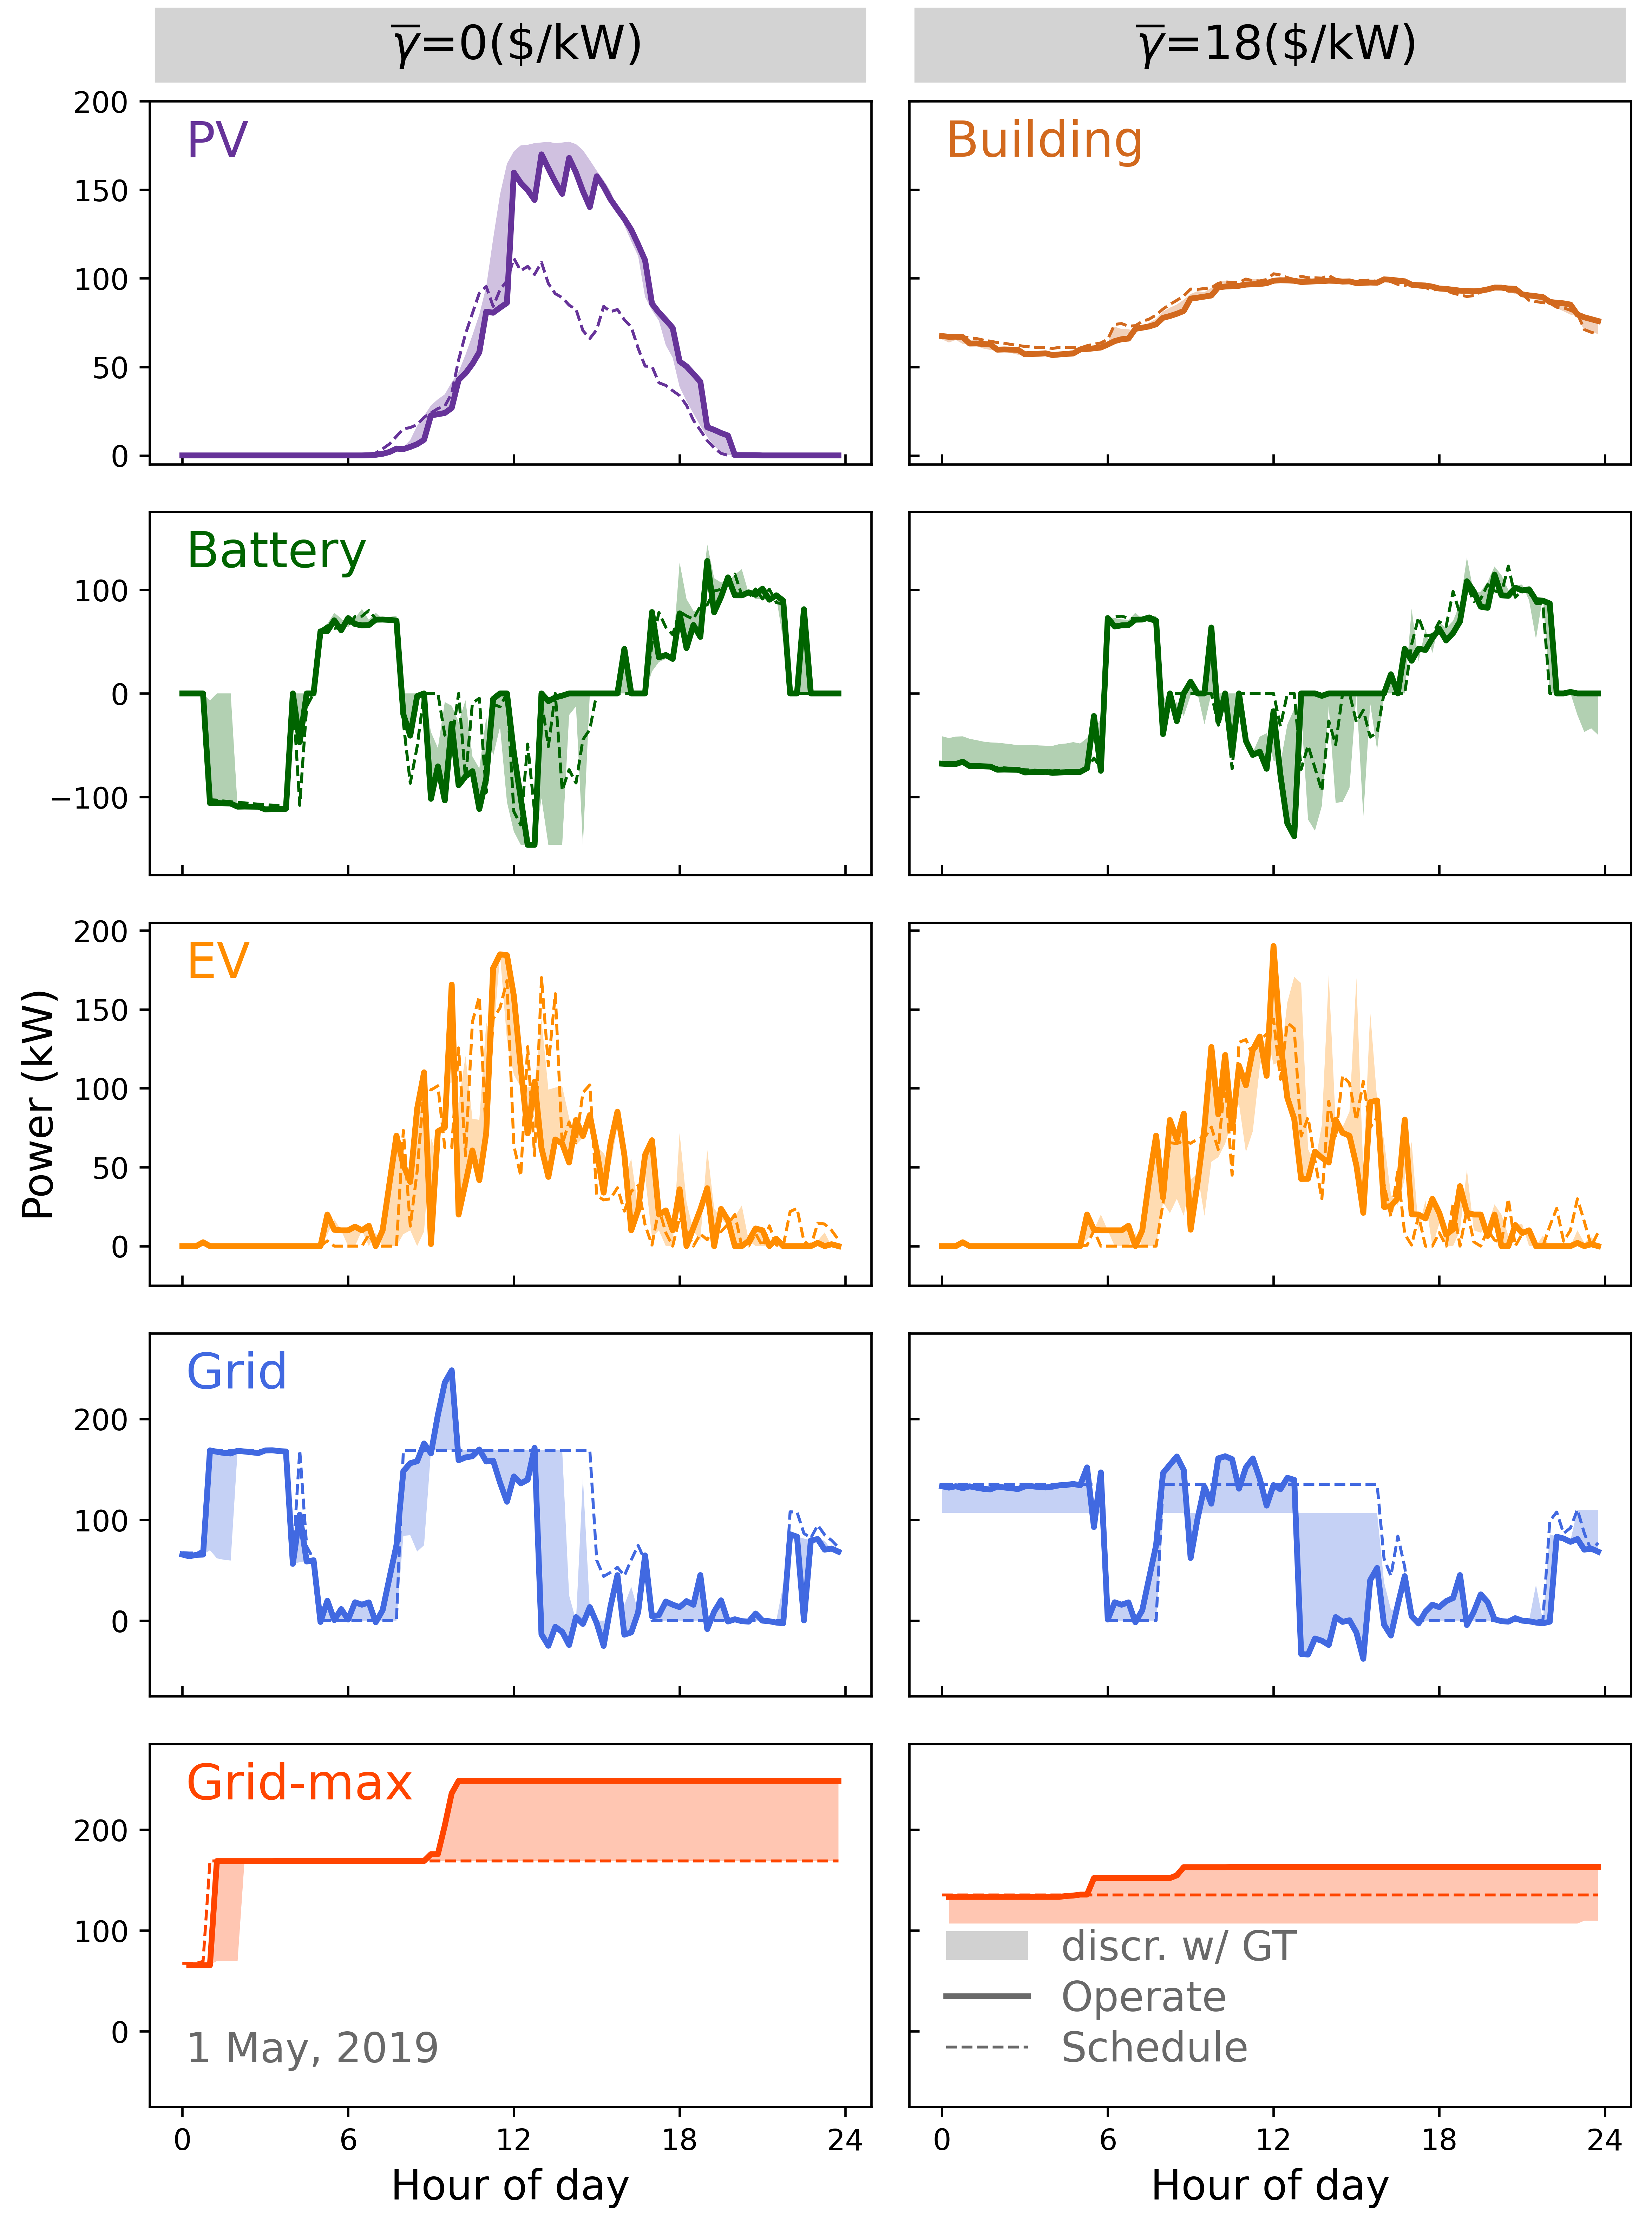 γ̅=0($/kW)
γ̅=18($/kW)
PV
Building
200
150
100
50
0
Battery
100
0
−100
EV
200
150
100
50
0
Power (kW)
Grid
200
100
0
Grid-max
200
100
0
1 May, 2019
discr. w/ GT
Operate
Schedule
0 6 12 18 24
0 6 12 18 24
Hour of day
Hour of day